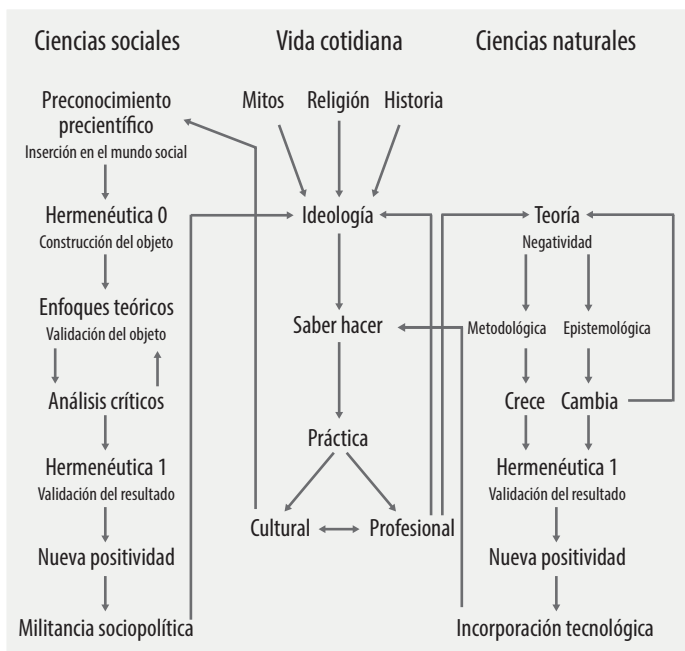 Ciencias sociales
Preconocimiento
precientífico
Inserción en el mundo social
Hermenéutica 0
Construcción del objeto
Enfoques teóricos
Validación del objeto
Análisis críticos
Hermenéutica 1
Validación del resultado
Nueva positividad
Militancia sociopolítica
Vida cotidiana
Mitos
Religión
Historia
Ideología
Saber hacer
Práctica
Cultural
Profesional
Ciencias naturales
Teoría
Negatividad
Metodológica
Epistemológica
Crece
Cambia
Hermenéutica 1
Validación del resultado
Nueva positividad
Incorporación tecnológica